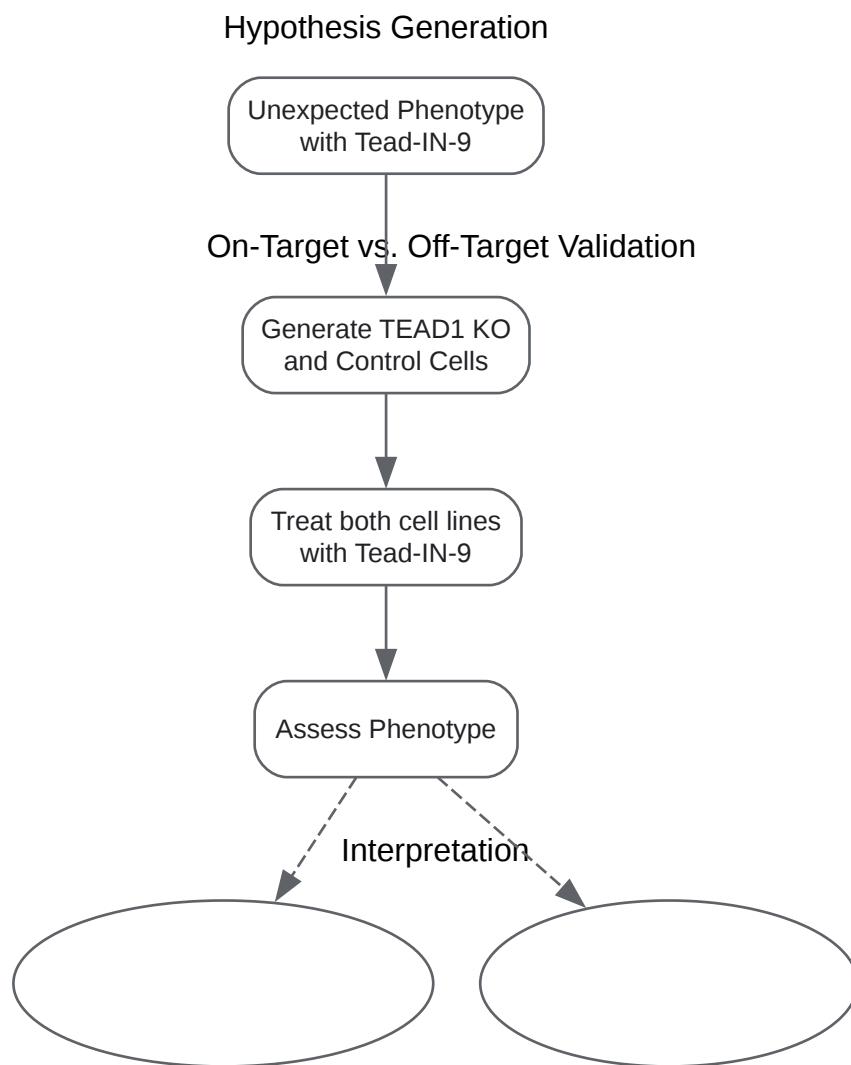 Hypothesis Generation
Unexpected Phenotype
with Tead-IN-9
On-Target vs. Off-Target Validation
Generate TEAD1 KO
and Control Cells
Treat both cell lines
with Tead-IN-9
Assess Phenotype
Interpretation